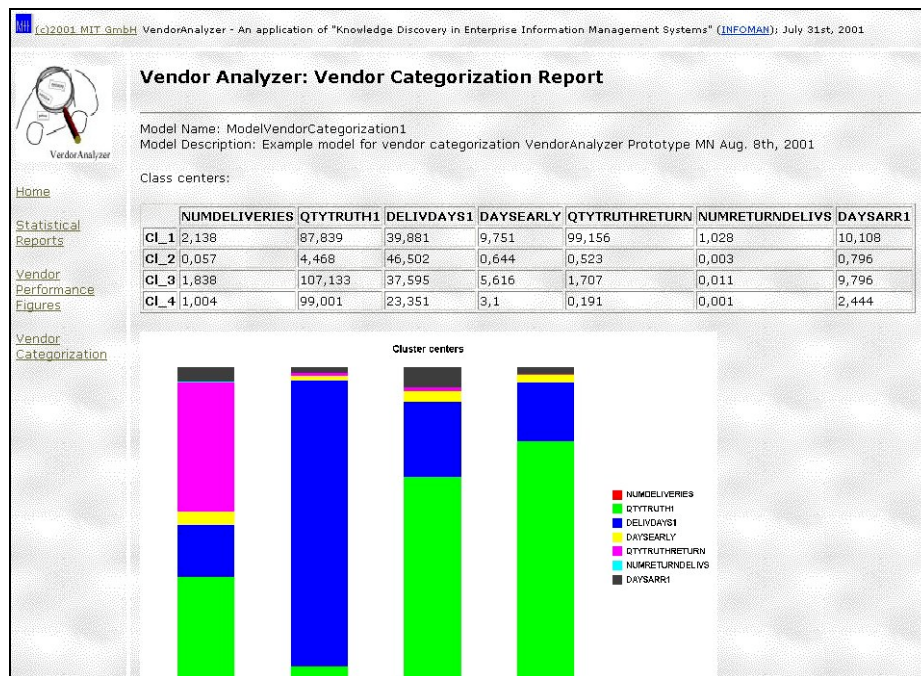 MIT (c)2001 MIT GmbH VendorAnalyzer - An application of "Knowledge Discovery in Enterprise Information Management Systems" (INFOMAN); July 31st, 2001
VendorAnalyzer
Home
Statistical
Reports
Vendor
Performance
Figures
Vendor
Categorization
Vendor Analyzer: Vendor Categorization Report
Model Name: ModelVendorCategorization1
Model Description: Example model for vendor categorization VendorAnalyzer Prototype MN Aug. 8th, 2001
Class centers:
NUMDELIVERIES QTYTRUTH1 DELIVDAYS1 DAYSEARLY QTYTRUTHRETURN NUMRETURNDELIVS DAYSARR1
Cl_1 2,138 87,839 39,881 9,751 99,156 1,028 10,108
Cl_2 0,057 4,468 46,502 0,644 0,523 0,003 0,796
Cl_3 1,838 107,133 37,595 5,616 1,707 0,011 9,796
Cl_4 1,004 99,001 23,351 3,1 0,191 0,001 2,444
Cluster centers
NUMDELIVERIES
QTYTRUTH1
DELIVDAYS1
DAYSEARLY
QTYTRUTHRETURN
NUMRETURNDELIVS
DAYSARR1